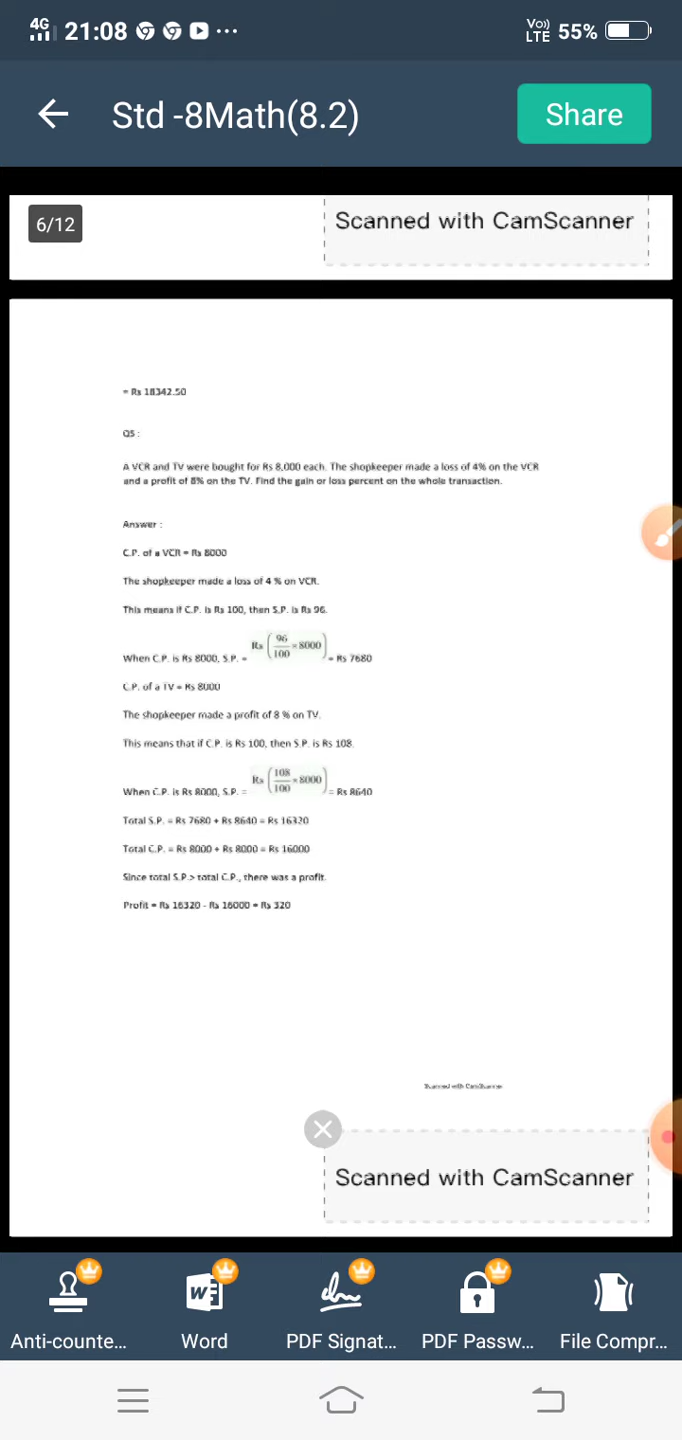 4G 21:08 ... Vo)) LTE 55%
Std -8Math(8.2) Share
6/12
Scanned with CamScanner
= Rs 18342.50
Q5 :
A VCR and TV were bought for Rs 8,000 each. The shopkeeper made a loss of 4% on the VCR
and a profit of 8% on the TV. Find the gain or loss percent on the whole transaction.
Answer :
C.P. of a VCR = Rs 8000
The shopkeeper made a loss of 4 % on VCR.
This means if C.P. is Rs 100, then S.P. is Rs 96.
When C.P. is Rs 8000, S.P. = Rs (96/100 × 8000) = Rs 7680
C.P. of a TV = Rs 8000
The shopkeeper made a profit of 8 % on TV.
This means that if C.P. is Rs 100, then S.P. is Rs 108.
When C.P. is Rs 8000, S.P. = Rs (108/100 × 8000) = Rs 8640
Total S.P. = Rs 7680 + Rs 8640 = Rs 16320
Total C.P. = Rs 8000 + Rs 8000 = Rs 16000
Since total S.P.> total C.P., there was a profit.
Profit = Rs 16320 - Rs 16000 = Rs 320
Scanned with CamScanner
Scanned with CamScanner
Anti-counte... Word PDF Signat... PDF Passw... File Compr...